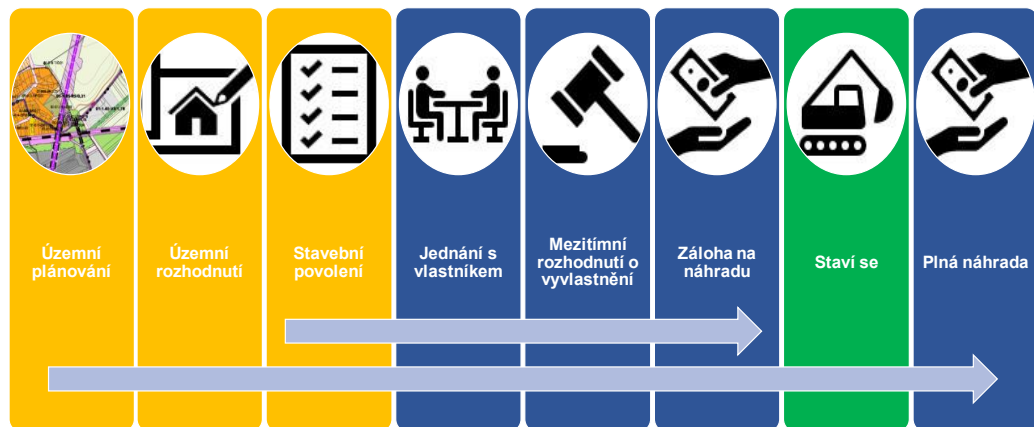 Územní
plánování
Územní
rozhodnutí
Stavební
povolení
Jednání s
vlastníkem
Mezitímní
rozhodnutí o
vyvlastnění
Záloha na
náhradu
Staví se
Plná náhrada